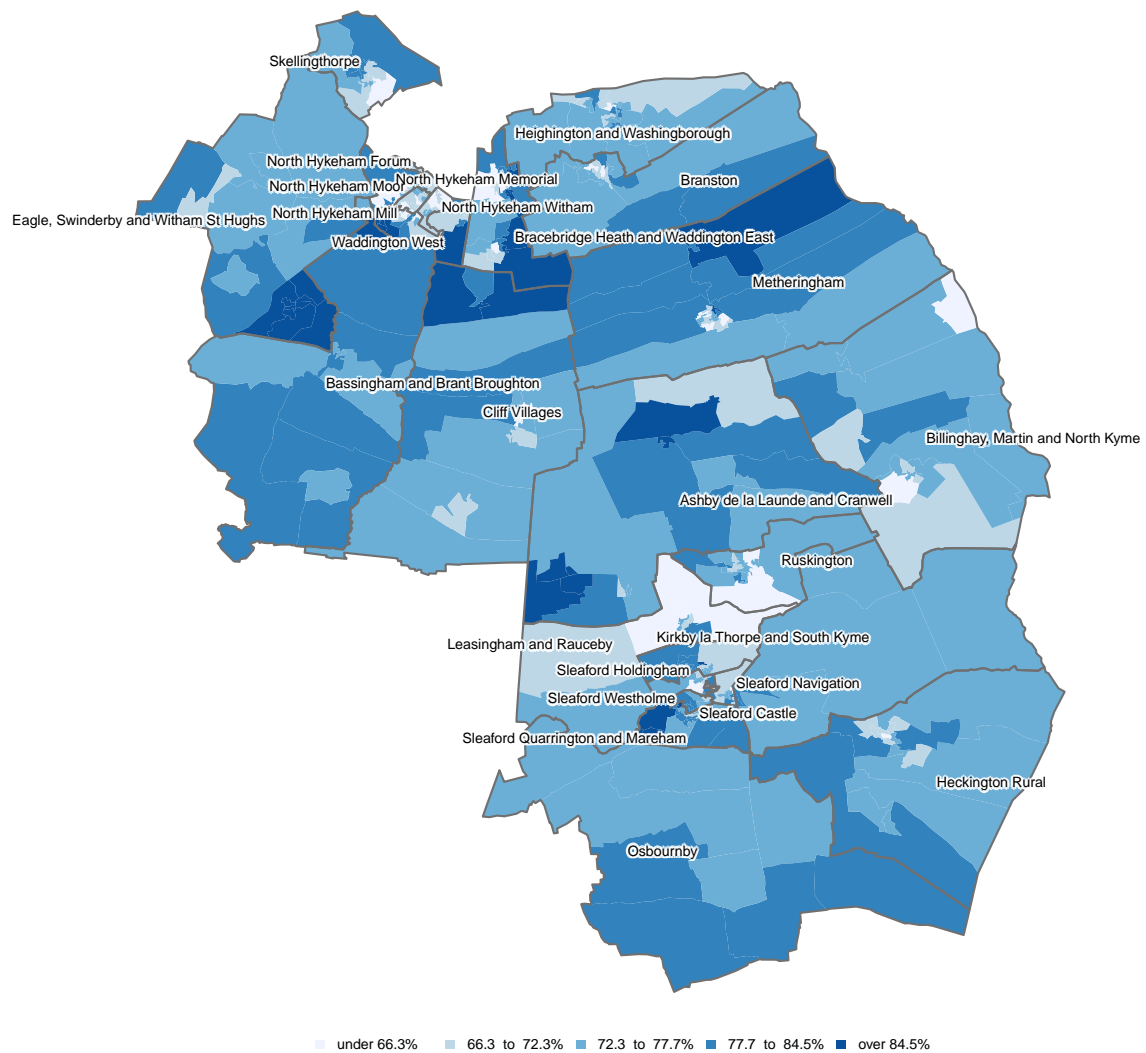 Skellingthorpe
Heighington and Washingborough
North Hykeham Forum
North Hykeham Memorial
Branston
North Hykeham Moor
North Hykeham Witham
North Hykeham Mill
Eagle, Swinderby and Witham St Hughs
Bracebridge Heath and Waddington East
Waddington West
Metheringham
Bassingham and Brant Broughton
Cliff Villages
Billinghay, Martin and North Kyme
Ashby de la Launde and Cranwell
Ruskington
Kirkby la Thorpe and South Kyme
Leasingham and Rauceby
Sleaford Holdingham
Sleaford Navigation
Sleaford Westholme
Sleaford Castle
Sleaford Quarrington and Mareham
Heckington Rural
Osbournby
under 66.3% 66.3 to 72.3% 72.3 to 77.7% 77.7 to 84.5% over 84.5%